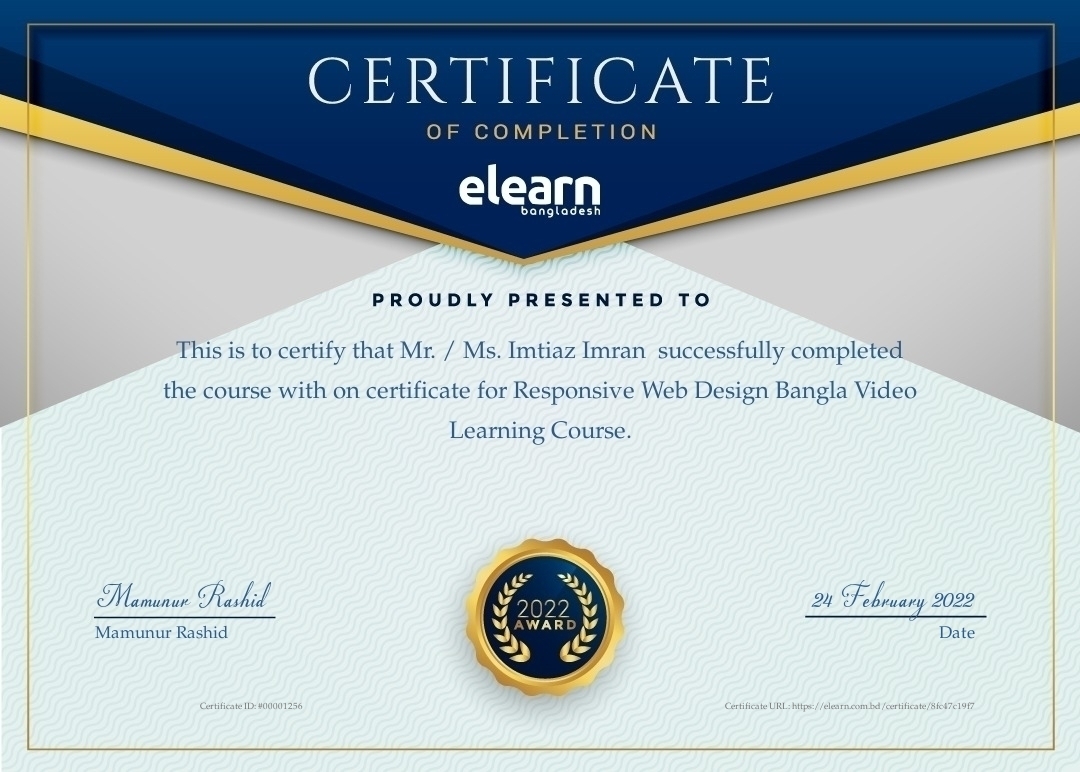 CERTIFICATE
OF COMPLETION
elearn
bangladesh
PROUDLY PRESENTED TO
This is to certify that Mr. / Ms. Imtiaz Imran successfully completed
the course with on certificate for Responsive Web Design Bangla Video
Learning Course.
2022
AWARD
Mamunur Rashid
Mamunur Rashid
24 February 2022
Date
Certificate ID: #00001256
Certificate URL: https://elearn.com.bd/certificate/8fc47c19f7